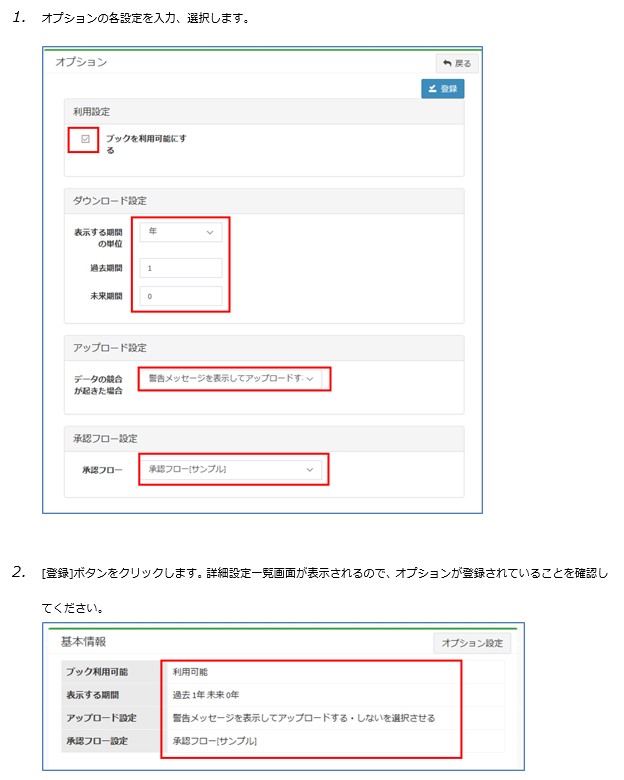 1. オプションの各設定を入力、選択します。
オプション
戻る
登録
利用設定
ブックを利用可能にす
る
ダウンロード設定
表示する期間
の単位
年
過去期間
1
未来期間
0
アップロード設定
データの競合
が起きた場合
警告メッセージを表示してアップロードす
承認フロー設定
承認フロー
承認フロー[サンプル]
2. [登録]ボタンをクリックします。詳細設定一覧画面が表示されるので、オプションが登録されていることを確認し
てください。
基本情報
オプション設定
ブック利用可能 利用可能
表示する期間 過去 1年 未来 0年
アップロード設定 警告メッセージを表示してアップロードする・しないを選択させる
承認フロー設定 承認フロー[サンプル]